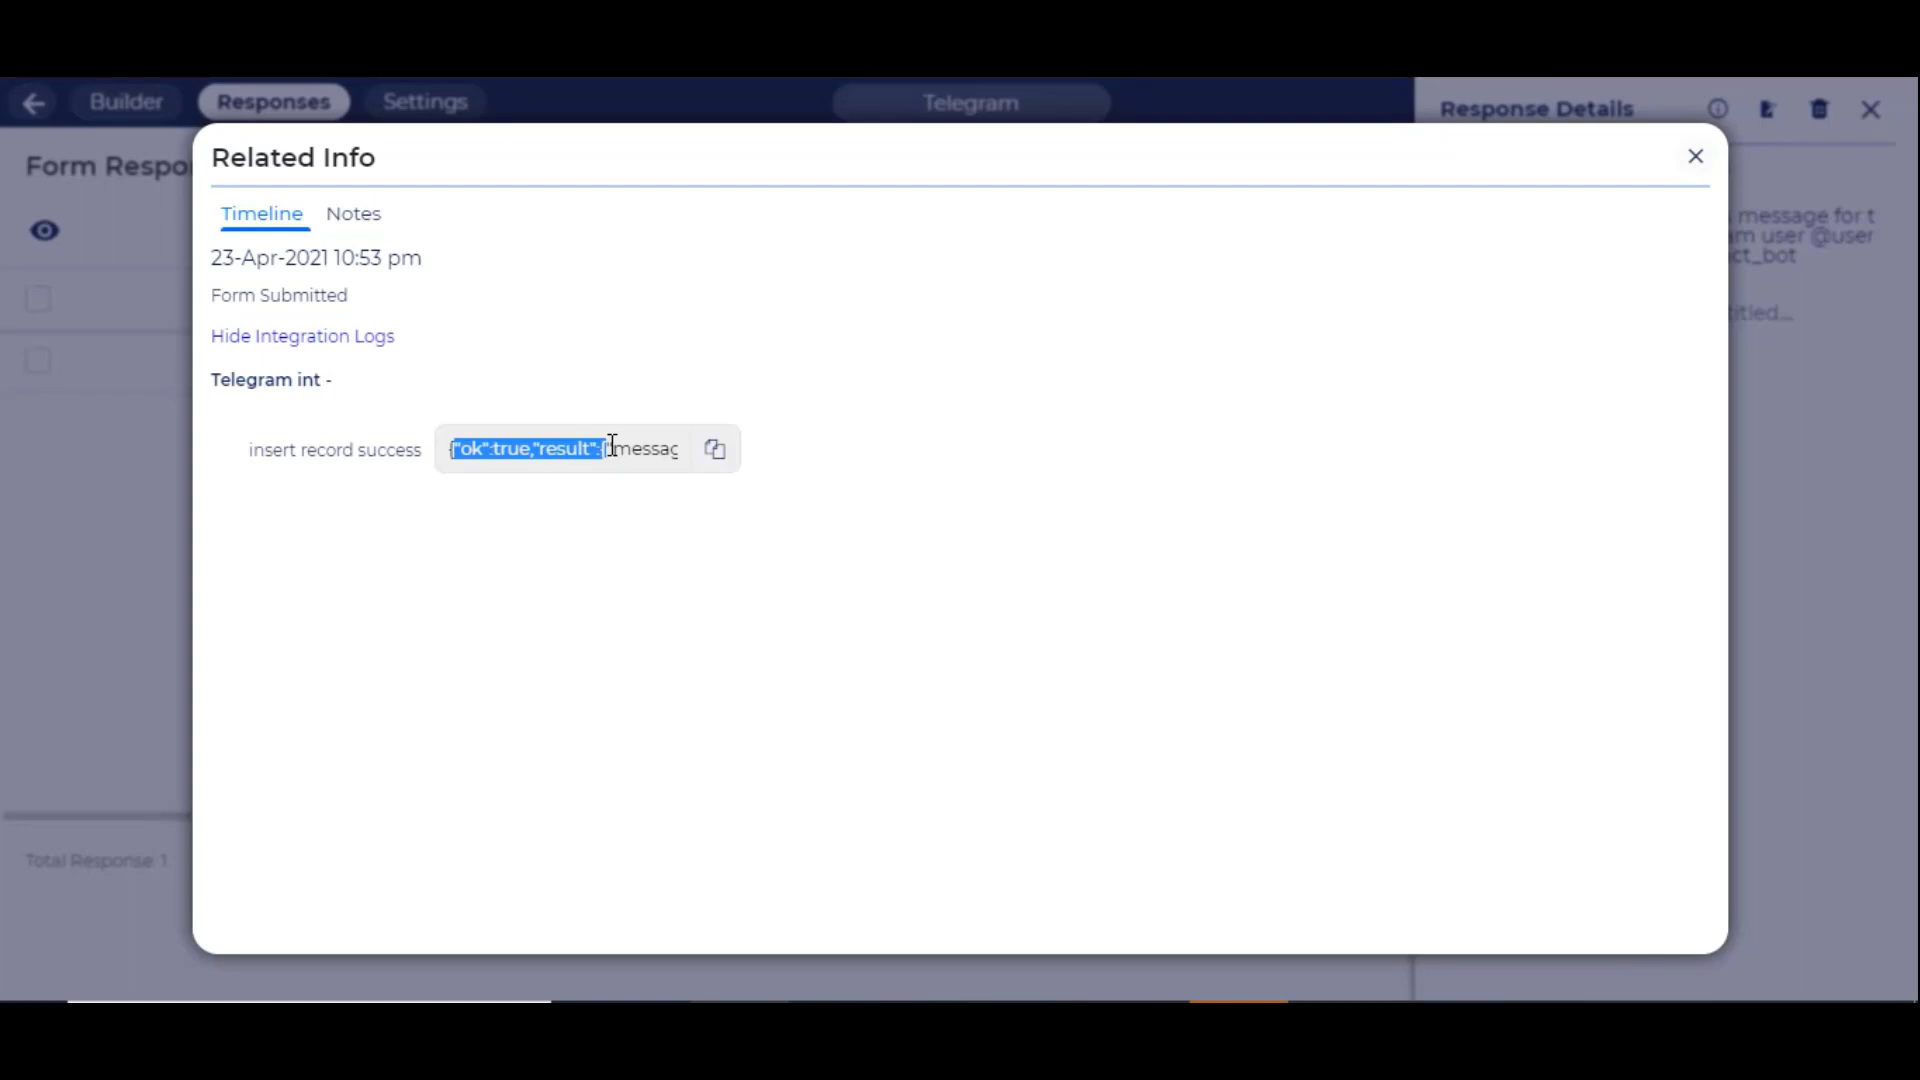 Builder Responses Settings Telegram Response Details
Form Respo
Related Info
Timeline Notes
23-Apr-2021 10:53 pm
Form Submitted
Hide Integration Logs
Telegram int -
insert record success {"ok":true,"result":{"messag
message for t
am user @user
ct_bot
titled...
Total Response: 1